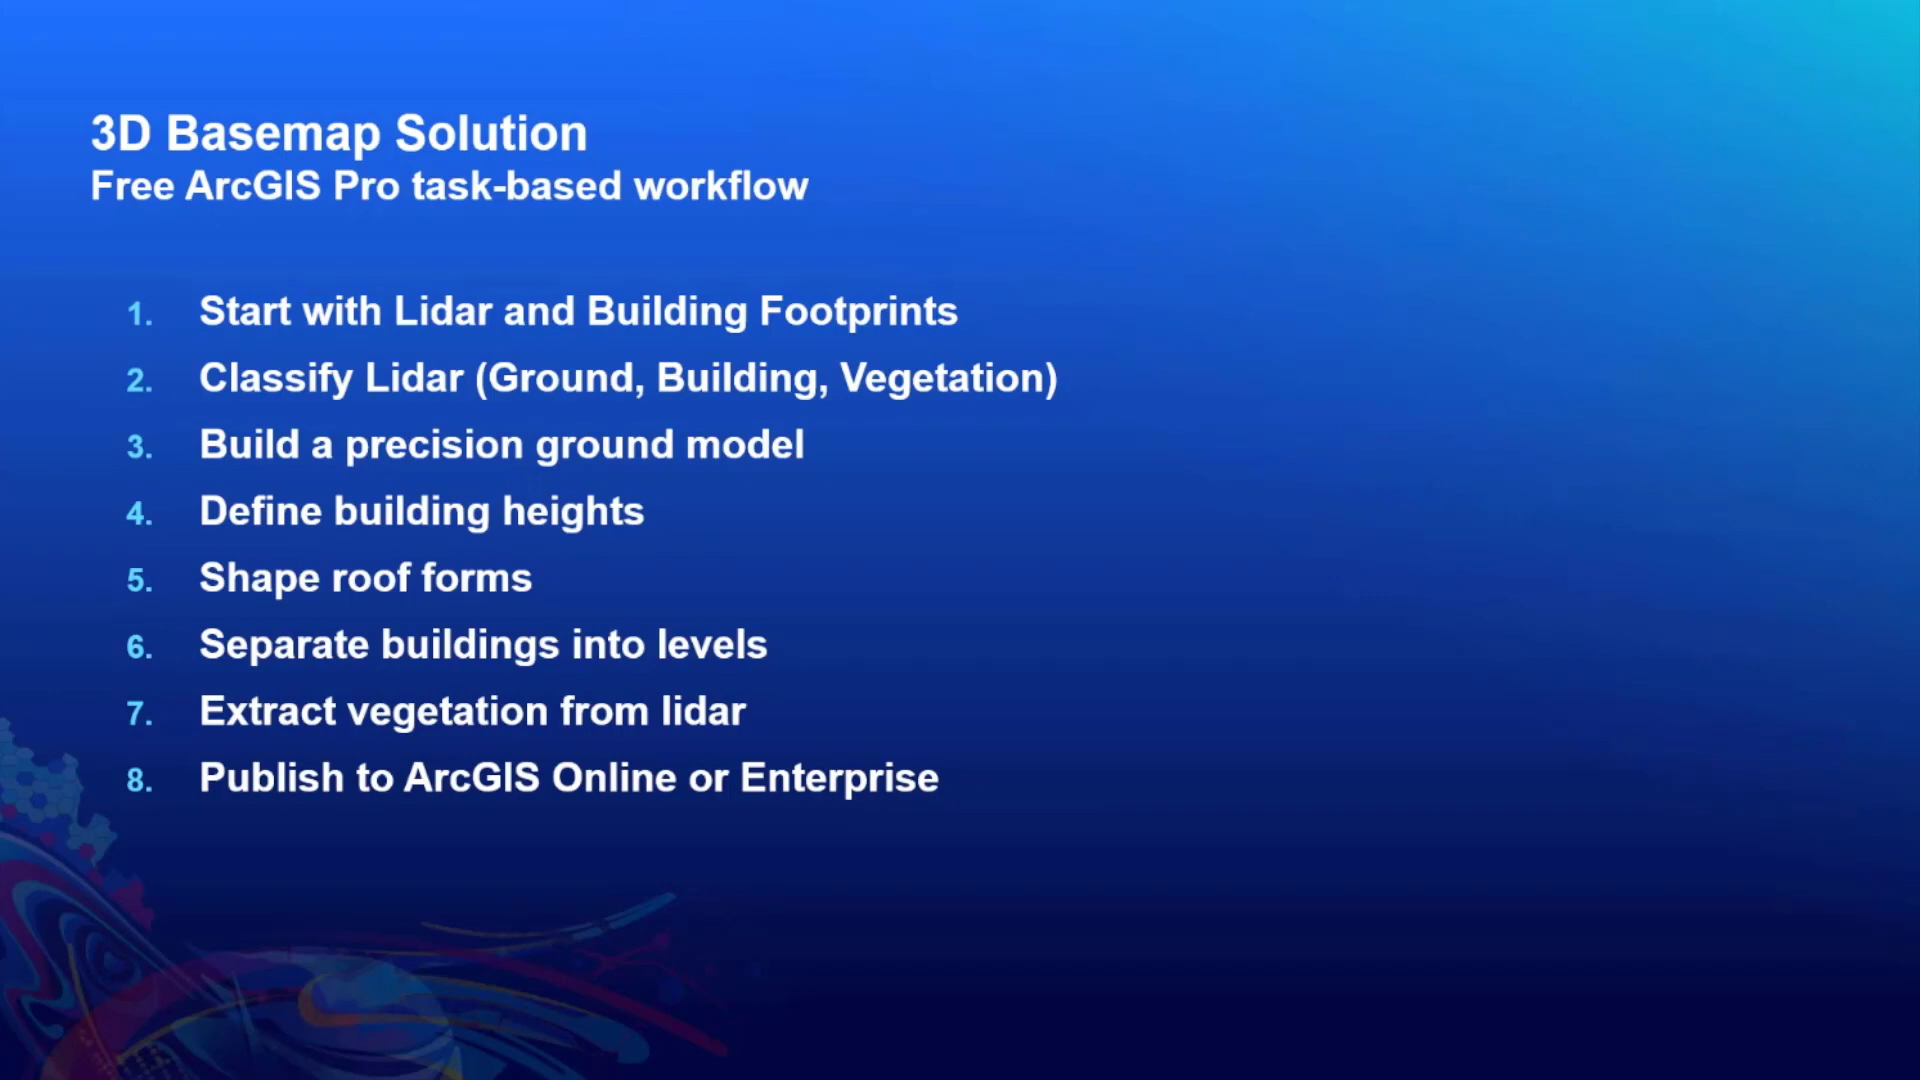 3D Basemap Solution
Free ArcGIS Pro task-based workflow
1. Start with Lidar and Building Footprints
2. Classify Lidar (Ground, Building, Vegetation)
3. Build a precision ground model
4. Define building heights
5. Shape roof forms
6. Separate buildings into levels
7. Extract vegetation from lidar
8. Publish to ArcGIS Online or Enterprise